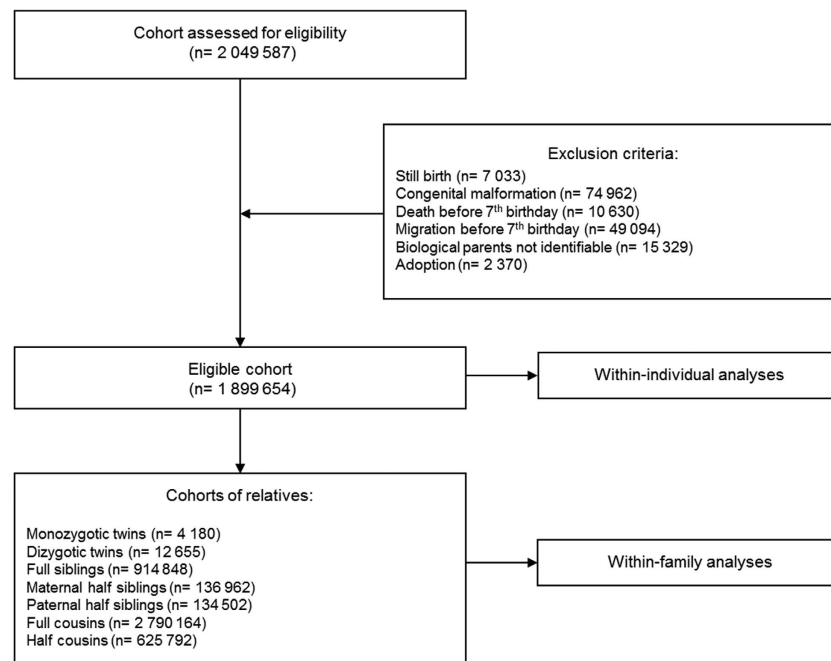 Cohort assessed for eligibility
(n= 2 049 587)
Exclusion criteria:
Still birth (n= 7 033)
Congenital malformation (n= 74 962)
Death before 7th birthday (n= 10 630)
Migration before 7th birthday (n= 49 094)
Biological parents not identifiable (n= 15 329)
Adoption (n= 2 370)
Eligible cohort
(n= 1 899 654)
Within-individual analyses
Cohorts of relatives:
Monozygotic twins (n= 4 180)
Dizygotic twins (n= 12 655)
Full siblings (n= 914 848)
Maternal half siblings (n= 136 962)
Paternal half siblings (n= 134 502)
Full cousins (n= 2 790 164)
Half cousins (n= 625 792)
Within-family analyses